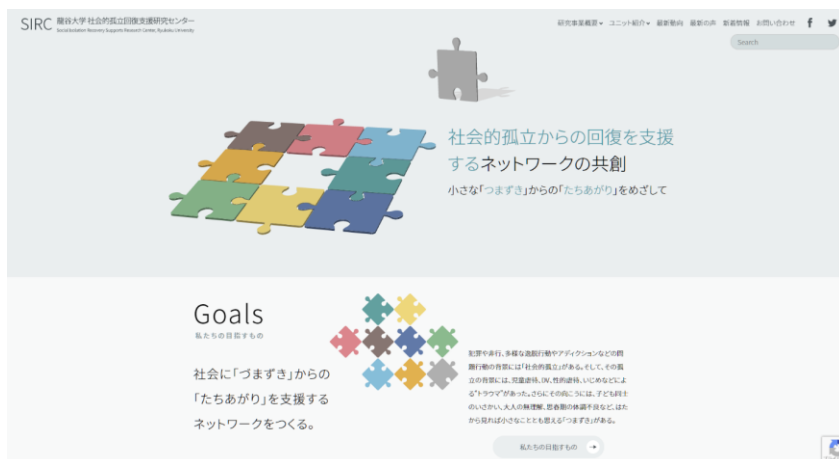 SIRC 龍谷大学 社会的孤立回復支援研究センター
Social Isolation Recovery Supports Research Center, Ryukoku University
研究事業概要 ユニット紹介 最新動向 最新の声 新着情報 お問い合わせ
Search
社会的孤立からの回復を支援
するネットワークの共創
小さな「つまずき」からの「たちあがり」をめざして
Goals
私たちの目指すもの
社会に「づまずき」からの
「たちあがり」を支援する
ネットワークをつくる。
犯罪や非行、多様な逸脱行動やアディクションなどの問
題行動の背景には「社会的孤立」がある。そして、その孤
立の背景には、児童虐待、DV、性的虐待、いじめなどによ
る“トラウマ”があった。さらにその向こうには、子ども同士
のいさかい、大人の無理解、思春期の体調不良など、はた
から見れば小さなこととも思える「つまずき」がある。
私たちの目指すもの